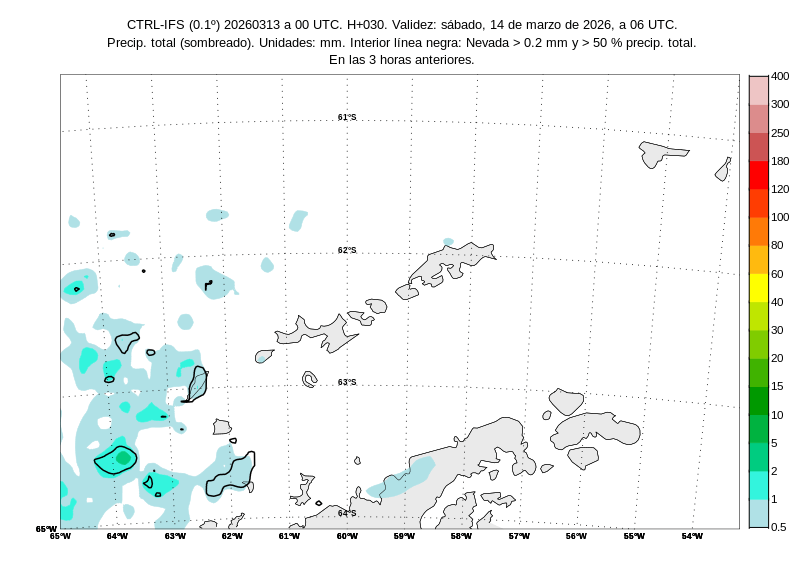 CTRL-IFS (0.1º) 20260313 a 00 UTC. H+030. Validez: sábado, 14 de marzo de 2026, a 06 UTC.
Precip. total (sombreado). Unidades: mm. Interior línea negra: Nevada > 0.2 mm y > 50 % precip. total.
En las 3 horas anteriores.
400
300
250
180
120
100
80
60
40
30
20
15
10
5
2
1
0.5
61°S
62°S
63°S
64°S
65°W
65°W 64°W 63°W 62°W 61°W 60°W 59°W 58°W 57°W 56°W 55°W 54°W